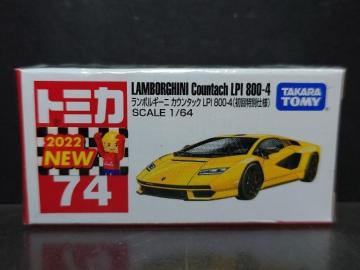 LAMBORGHINI Countach LPI 800-4
ランボルギーニ カウンタック LPI 800-4(初回特別仕様)
SCALE 1/64
TAKARA
TOMY
トミカ
2022
NEW
74